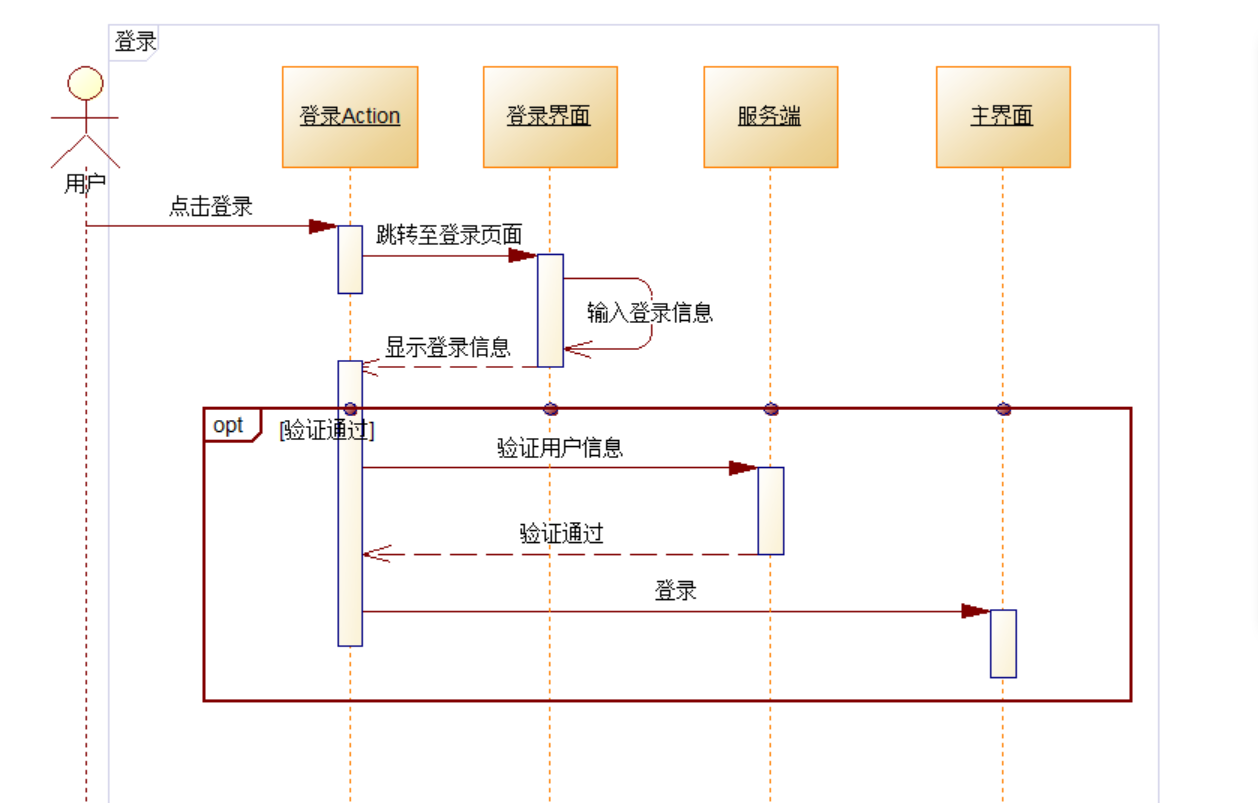 登录
登录Action
登录界面
服务端
主界面
用户
点击登录
跳转至登录页面
输入登录信息
显示登录信息
opt
[验证通过]
验证用户信息
验证通过
登录